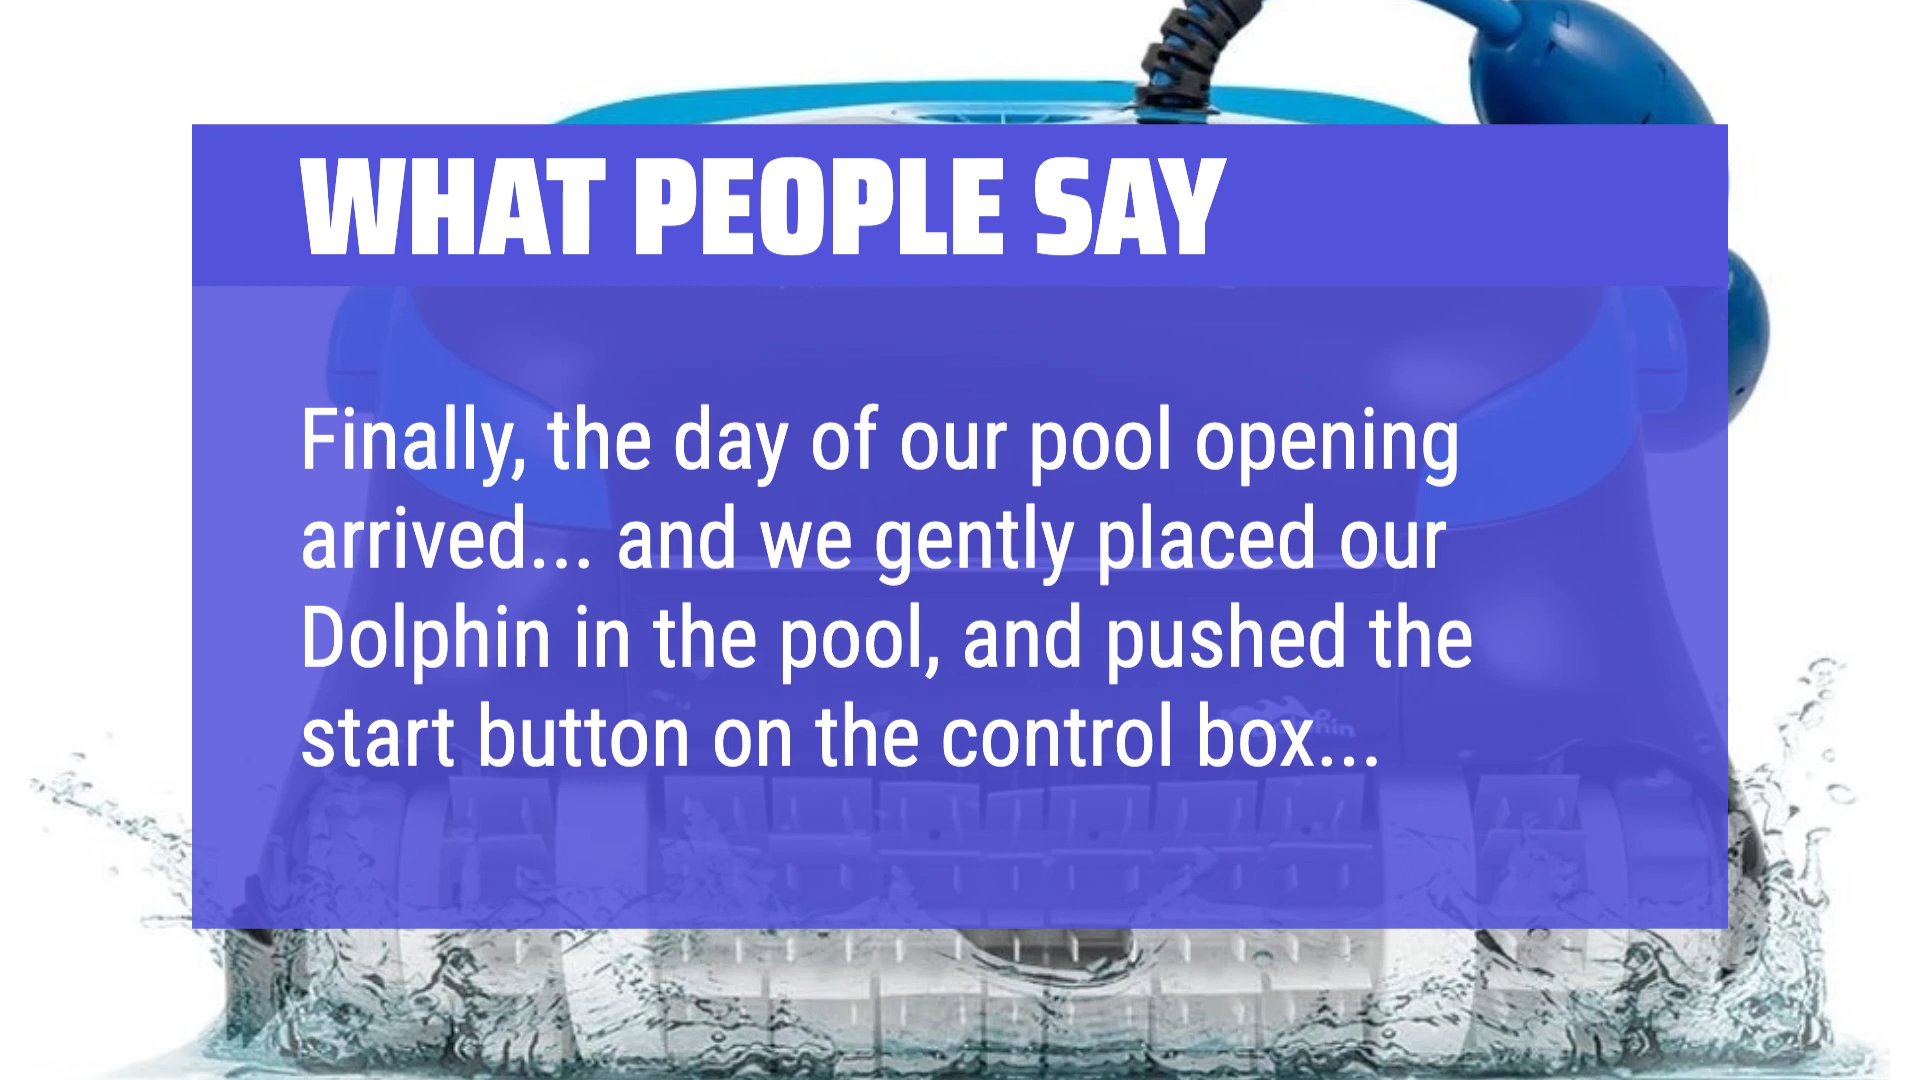 WHAT PEOPLE SAY
Finally, the day of our pool opening
arrived... and we gently placed our
Dolphin in the pool, and pushed the
start button on the control box...